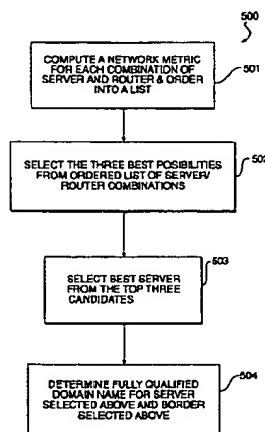 500
COMPUTE A NETWORK METRIC
FOR EACH COMBINATION OF
SERVER AND ROUTER & ORDER
INTO A LIST
501
SELECT THE THREE BEST POSIBILITIES
FROM ORDERED LIST OF SERVER/
ROUTER COMBINATIONS
502
SELECT BEST SERVER
FROM THE TOP THREE
CANDIDATES
503
DETERMINE FULLY QUALIFIED
DOMAIN NAME FOR SERVER
SELECTED ABOVE AND BORDER
SELECTED ABOVE
504